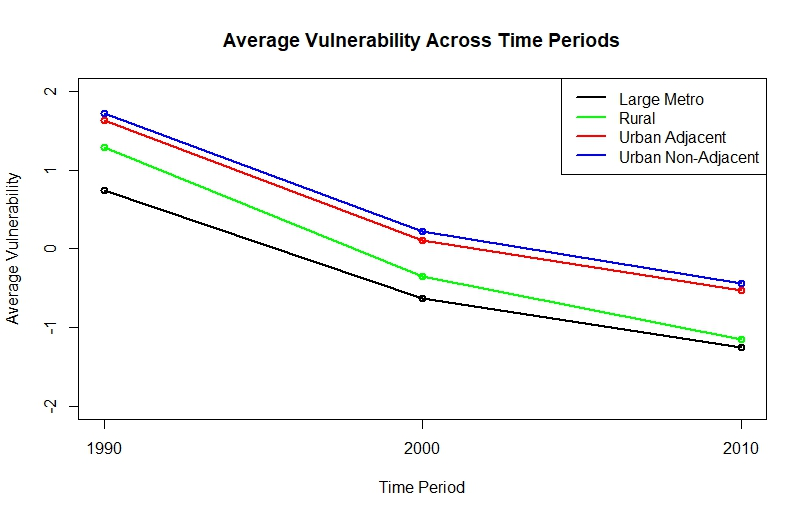 Average Vulnerability Across Time Periods
Large Metro
Rural
Urban Adjacent
Urban Non-Adjacent
Average Vulnerability
2
1
0
-1
-2
1990
2000
2010
Time Period